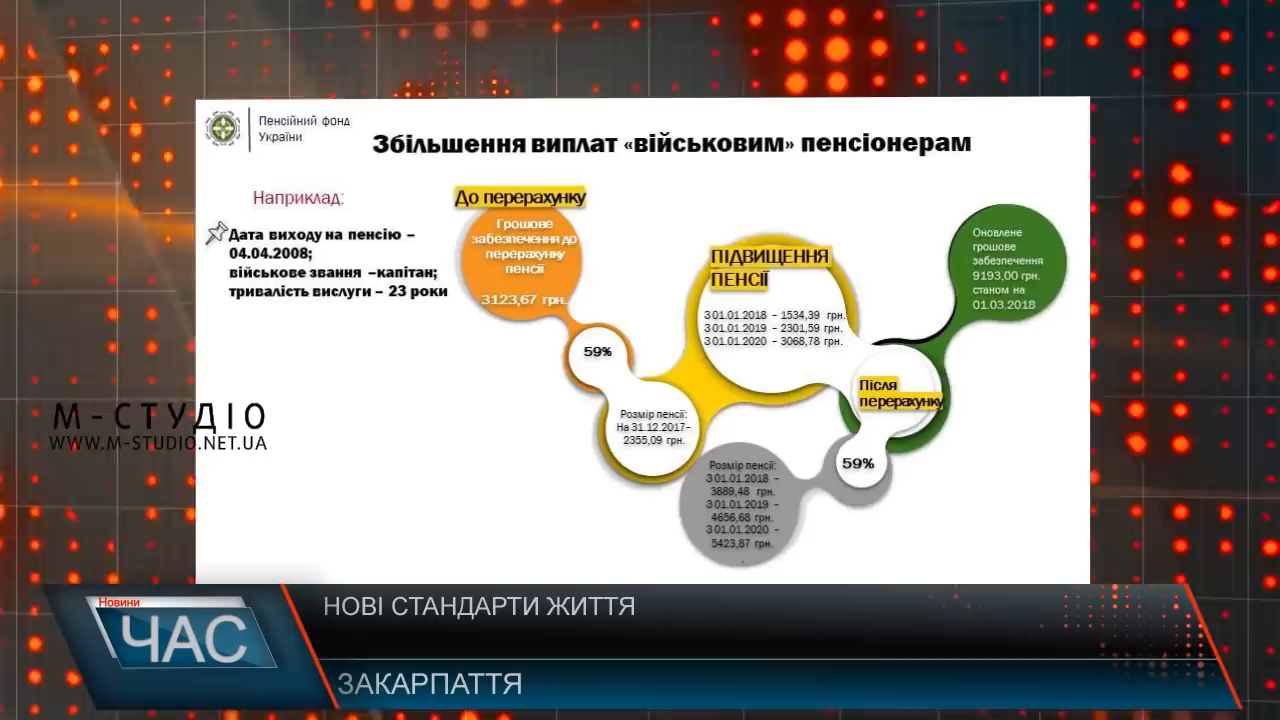 Пенсійний фонд
України
Збільшення виплат «військовим» пенсіонерам
Наприклад:
Дата виходу на пенсію –
04.04.2008;
військове звання –капітан;
тривалість вислуги – 23 роки
До перерахунку
Грошове
забезпечення до
перерахунку
пенсії
3123,67 грн.
59%
Розмір пенсії:
На 31.12.2017–
2355,09 грн.
ПІДВИЩЕННЯ
ПЕНСІЇ
З 01.01.2018 – 1534,39 грн.
З 01.01.2019 – 2301,59 грн.
З 01.01.2020 – 3068,78 грн.
Оновлене
грошове
забезпечення
9193,00 грн.
станом на
01.03.2018
Після
перерахунку
59%
Розмір пенсії:
З 01.01.2018 –
3889,48 грн.
З 01.01.2019 –
4656,68 грн.
З 01.01.2020 –
5423,87 грн.
М-СТУДІО
WWW.M-STUDIO.NET.UA
Новини
ЧАС
НОВІ СТАНДАРТИ ЖИТТЯ
ЗАКАРПАТТЯ